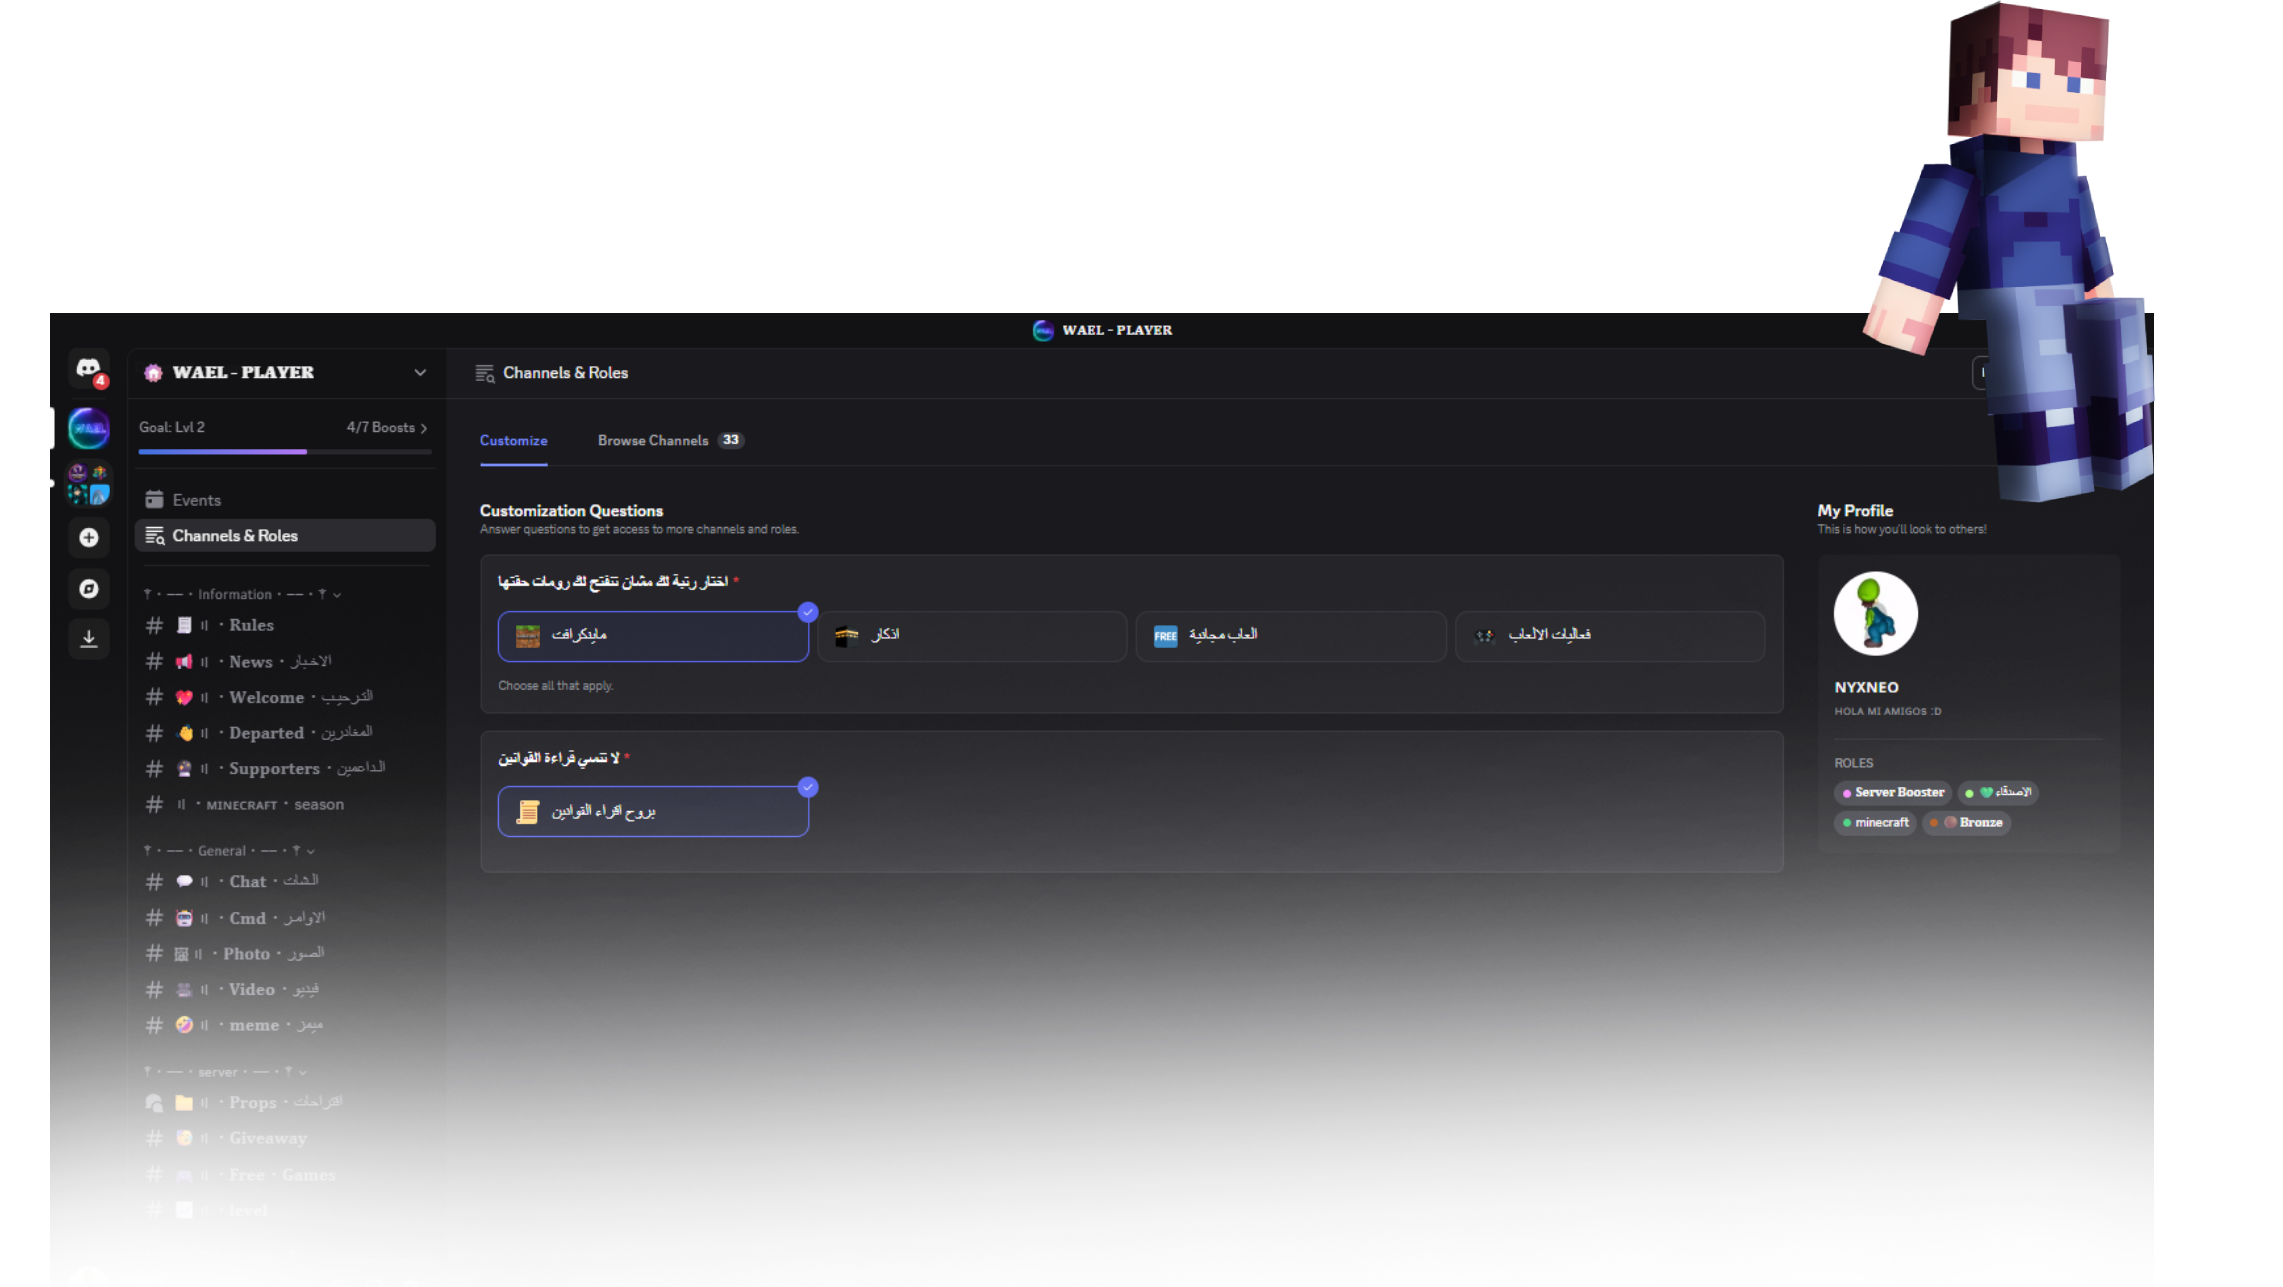 WAEL - PLAYER
4
WAEL - PLAYER
Goal: Lvl 2
4/7 Boosts
Events
Channels & Roles
Information
Rules
News · الاخبار
Welcome · الترحيب
Departed · المغادرين
Supporters · الداعمين
MINECRAFT · season
General
Chat · الشات
Cmd · الاوامر
Photo · الصور
Video · فيديو
meme · ميمز
server
Props · اقتراحات
Giveaway
Free · Games
level
Channels & Roles
Customize
Browse Channels 33
Customization Questions
Answer questions to get access to more channels and roles.
اختار رتبة لك مشان تتفتح لك رومات حقتها *
ماينكرافت
اذكار
FREE العاب مجانية
فعاليات الالعاب
Choose all that apply.
لا تنسي قراءة القوانين *
بروح اقراء القوانين
My Profile
This is how you'll look to others!
NYXNEO
HOLA MI AMIGOS :D
ROLES
Server Booster
الاصدقاء
minecraft
Bronze